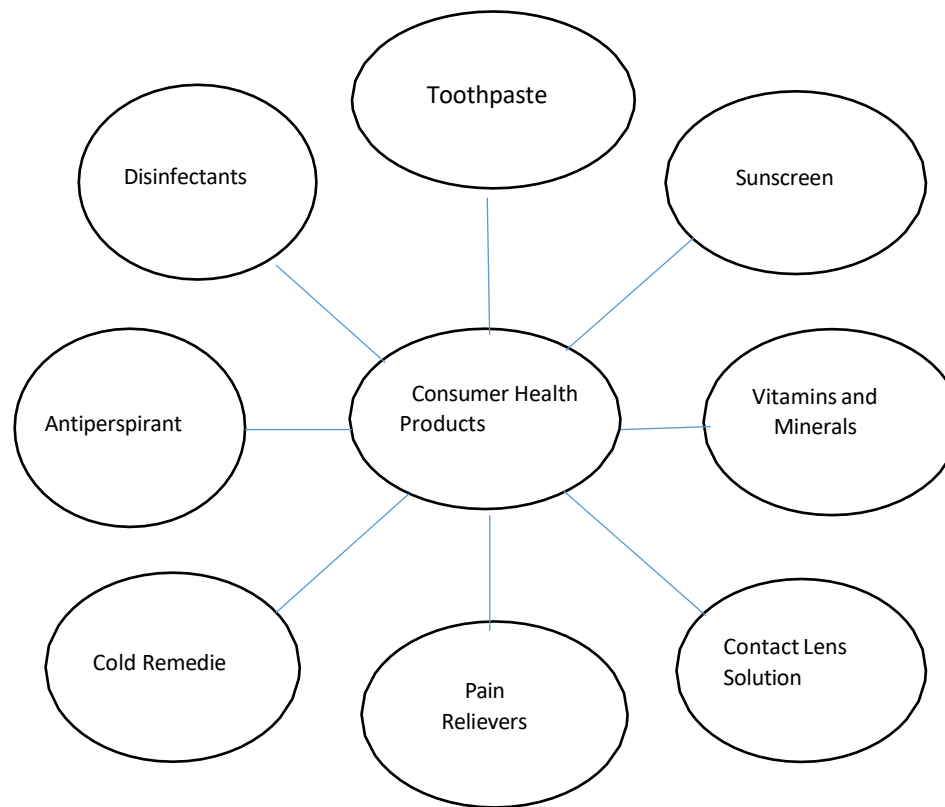 Toothpaste
Disinfectants
Sunscreen
Consumer Health
Products
Antiperspirant
Vitamins and
Minerals
Cold Remedie
Pain
Relievers
Contact Lens
Solution